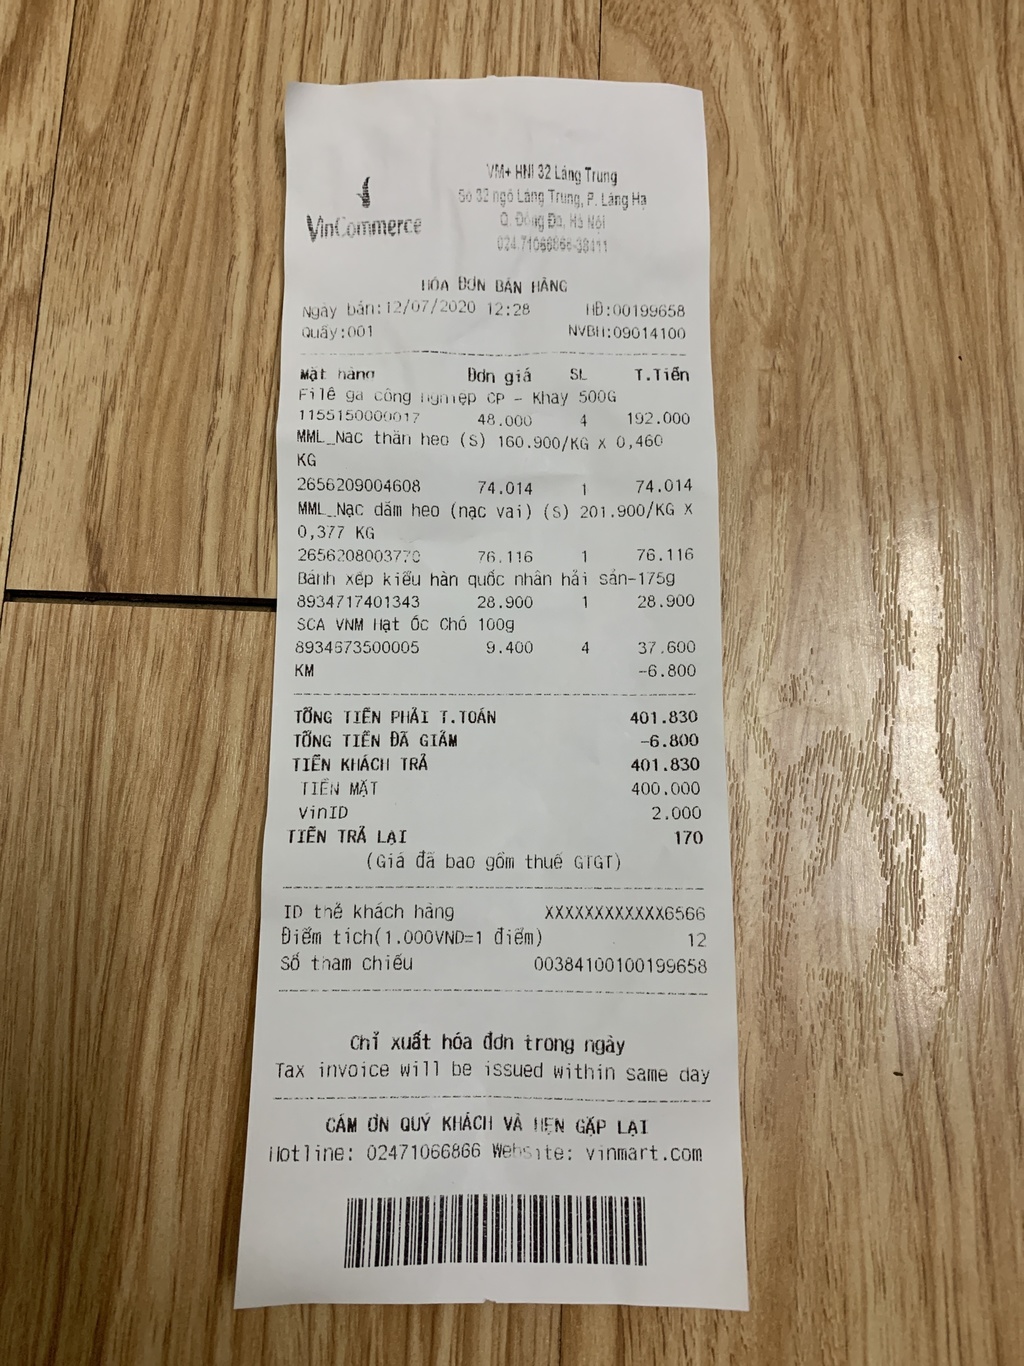 VinCommerce
VM+ HNI 32 Láng Trung
Số 32 ngõ Láng Trung, P. Láng Hạ
Q. Đống Đa, Hà Nội
024.71066866-38411
HÓA ĐƠN BÁN HÀNG
Ngày bán:12/07/2020 12:28 HĐ:00199658
Quầy:001 NVBH:09014100
Mặt hàng Đơn giá SL T.Tiền
Filê gà công nghiệp CP - Khay 500G
1155150000017 48.000 4 192.000
MML_Nạc thăn heo (S) 160.900/KG X 0,460
KG
2656209004608 74.014 1 74.014
MML_Nạc dăm heo (nạc vai) (S) 201.900/KG X
0,377 KG
2656208003770 76.116 1 76.116
Bánh xếp kiểu hàn quốc nhân hải sản-175g
8934717401343 28.900 1 28.900
SCA VNM Hạt Óc Chó 100g
8934673500005 9.400 4 37.600
KM -6.800
TỔNG TIỀN PHẢI T.TOÁN 401.830
TỔNG TIỀN ĐÃ GIẢM -6.800
TIỀN KHÁCH TRẢ 401.830
TIỀN MẶT 400.000
VinID 2.000
TIỀN TRẢ LẠI 170
(Giá đã bao gồm thuế GTGT)
ID thẻ khách hàng XXXXXXXXXXXX6566
Điểm tích(1.000VND=1 điểm) 12
Số tham chiếu 00384100100199658
Chỉ xuất hóa đơn trong ngày
Tax invoice will be issued within same day
CẢM ƠN QUÝ KHÁCH VÀ HẸN GẶP LẠI
Hotline: 02471066866 Website: vinmart.com